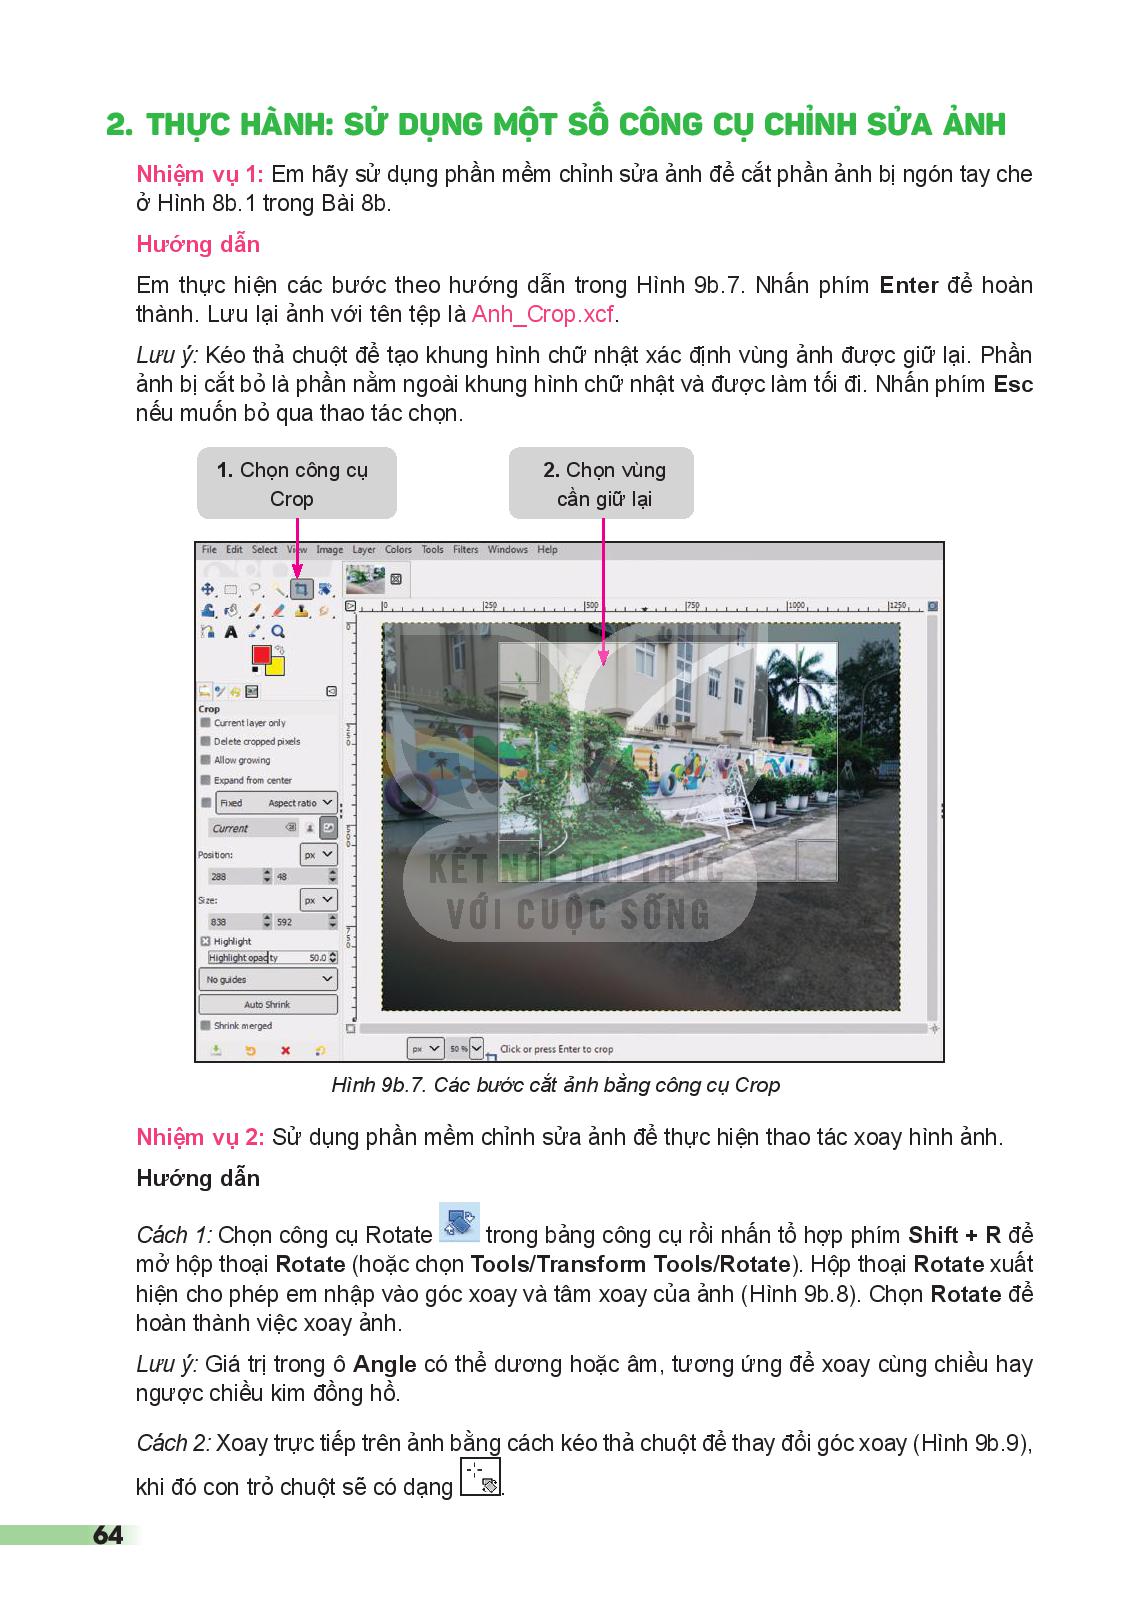 2. THỰC HÀNH: SỬ DỤNG MỘT SỐ CÔNG CỤ CHỈNH SỬA ẢNH
Nhiệm vụ 1: Em hãy sử dụng phần mềm chỉnh sửa ảnh để cắt phần ảnh bị ngón tay che
ở Hình 8b.1 trong Bài 8b.
Hướng dẫn
Em thực hiện các bước theo hướng dẫn trong Hình 9b.7. Nhấn phím Enter để hoàn
thành. Lưu lại ảnh với tên tệp là Anh_Crop.xcf.
Lưu ý: Kéo thả chuột để tạo khung hình chữ nhật xác định vùng ảnh được giữ lại. Phần
ảnh bị cắt bỏ là phần nằm ngoài khung hình chữ nhật và được làm tối đi. Nhấn phím Esc
nếu muốn bỏ qua thao tác chọn.
1. Chọn công cụ
Crop
2. Chọn vùng
cần giữ lại
File Edit Select View Image Layer Colors Tools Filters Windows Help
0 250 500 750 1000 1250
Crop
Current layer only
Delete cropped pixels
Allow growing
Expand from center
Fixed Aspect ratio
Current
Position: px
288 48
Size: px
838 592
Highlight
Highlight opacity 50.0
No guides
Auto Shrink
Shrink merged
0
250
500
750
KẾT NỐI TRI THỨC
VỚI CUỘC SỐNG
px 50 % Click or press Enter to crop
Hình 9b.7. Các bước cắt ảnh bằng công cụ Crop
Nhiệm vụ 2: Sử dụng phần mềm chỉnh sửa ảnh để thực hiện thao tác xoay hình ảnh.
Hướng dẫn
Cách 1: Chọn công cụ Rotate trong bảng công cụ rồi nhấn tổ hợp phím Shift + R để
mở hộp thoại Rotate (hoặc chọn Tools/Transform Tools/Rotate). Hộp thoại Rotate xuất
hiện cho phép em nhập vào góc xoay và tâm xoay của ảnh (Hình 9b.8). Chọn Rotate để
hoàn thành việc xoay ảnh.
Lưu ý: Giá trị trong ô Angle có thể dương hoặc âm, tương ứng để xoay cùng chiều hay
ngược chiều kim đồng hồ.
Cách 2: Xoay trực tiếp trên ảnh bằng cách kéo thả chuột để thay đổi góc xoay (Hình 9b.9),
khi đó con trỏ chuột sẽ có dạng .
64